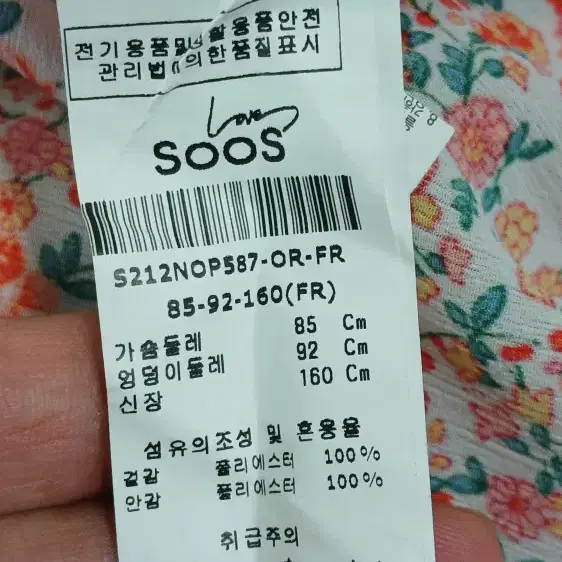 전기용품및생활용품안전
관리법에의한품질표시
Love
SOOS
S212NOP587-OR-FR
85-92-160(FR)
가슴둘레 85 Cm
엉덩이둘레 92 Cm
신장 160 Cm
섬유의조성 및 혼용율
겉감 폴리에스터 100%
안감 폴리에스터 100%
취급주의